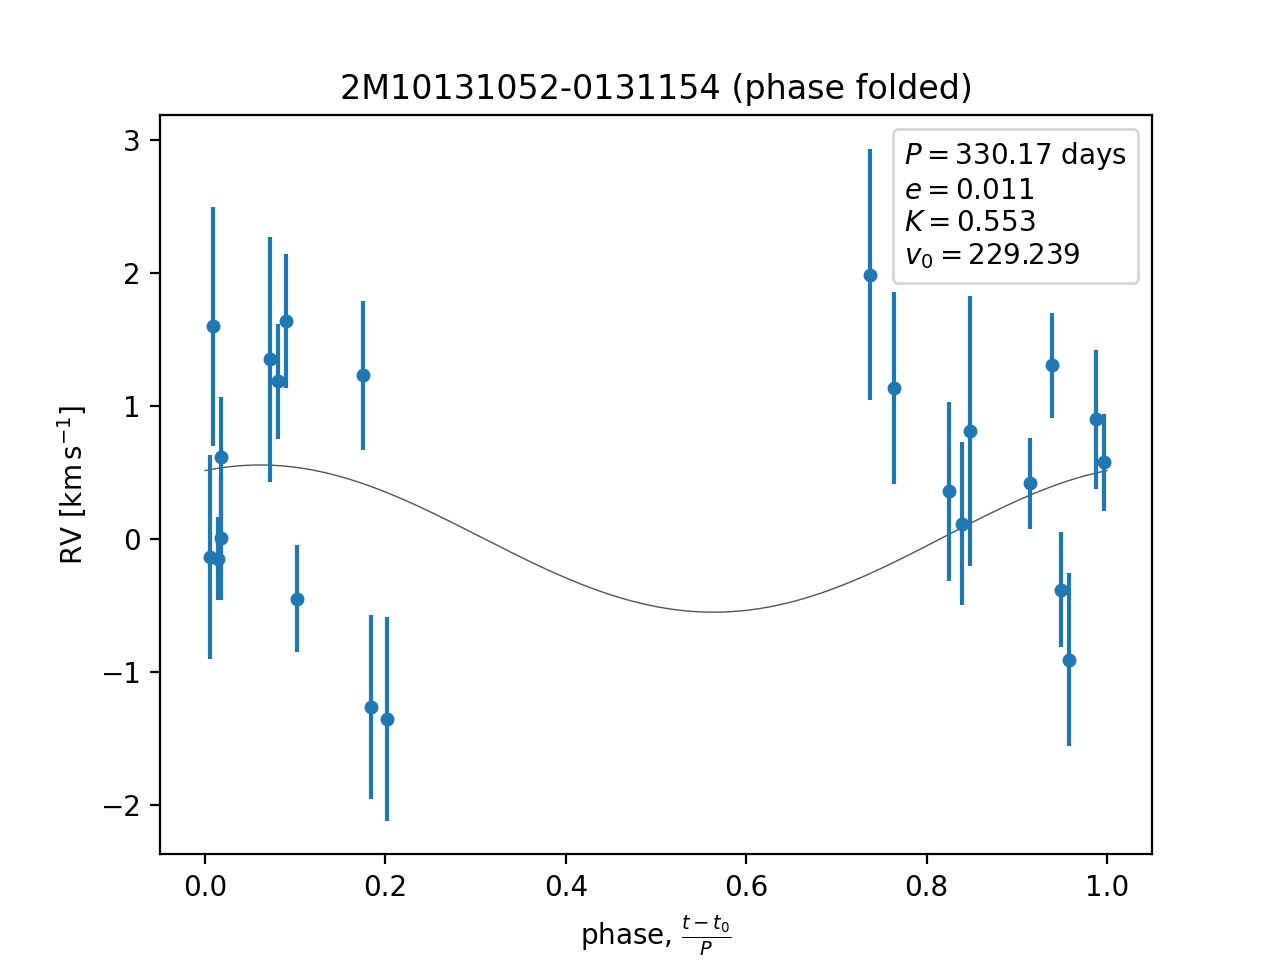 2M10131052-0131154 (phase folded)
P = 330.17 days
e = 0.011
K = 0.553
v₀ = 229.239
3
2
1
0
−1
−2
RV [km s⁻¹]
0.0 0.2 0.4 0.6 0.8 1.0
phase, (t − t₀)/P